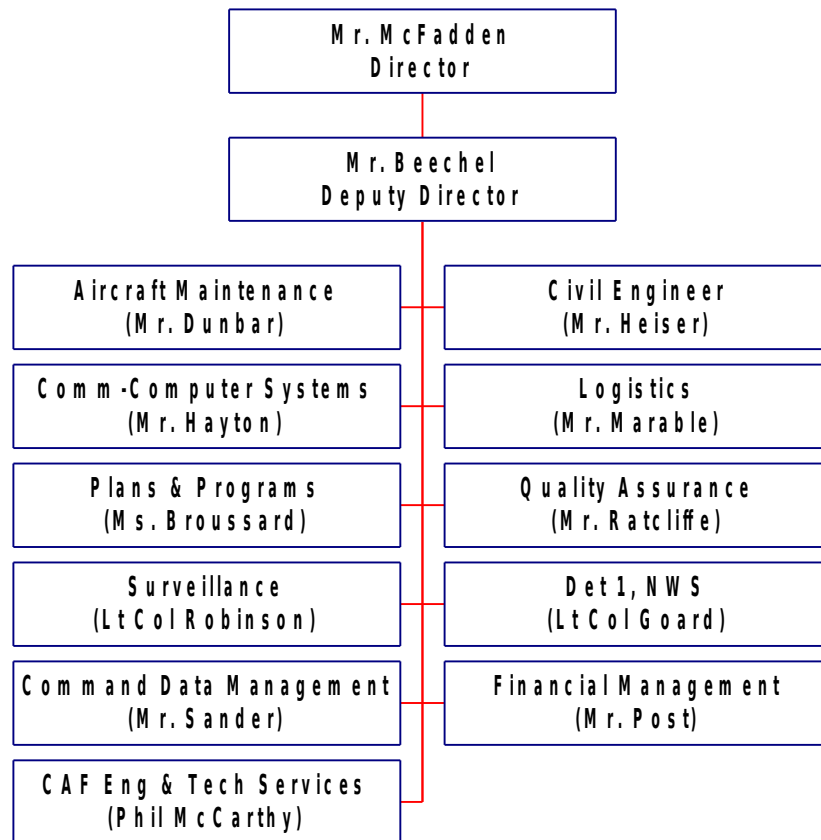 Mr. McFadden
Director
Mr. Beechel
Deputy Director
Aircraft Maintenance
(Mr. Dunbar)
Civil Engineer
(Mr. Heiser)
Comm-Computer Systems
(Mr. Hayton)
Logistics
(Mr. Marable)
Plans & Programs
(Ms. Broussard)
Quality Assurance
(Mr. Ratcliffe)
Surveillance
(Lt Col Robinson)
Det 1, NWS
(Lt Col Goard)
Command Data Management
(Mr. Sander)
Financial Management
(Mr. Post)
CAF Eng & Tech Services
(Phil McCarthy)